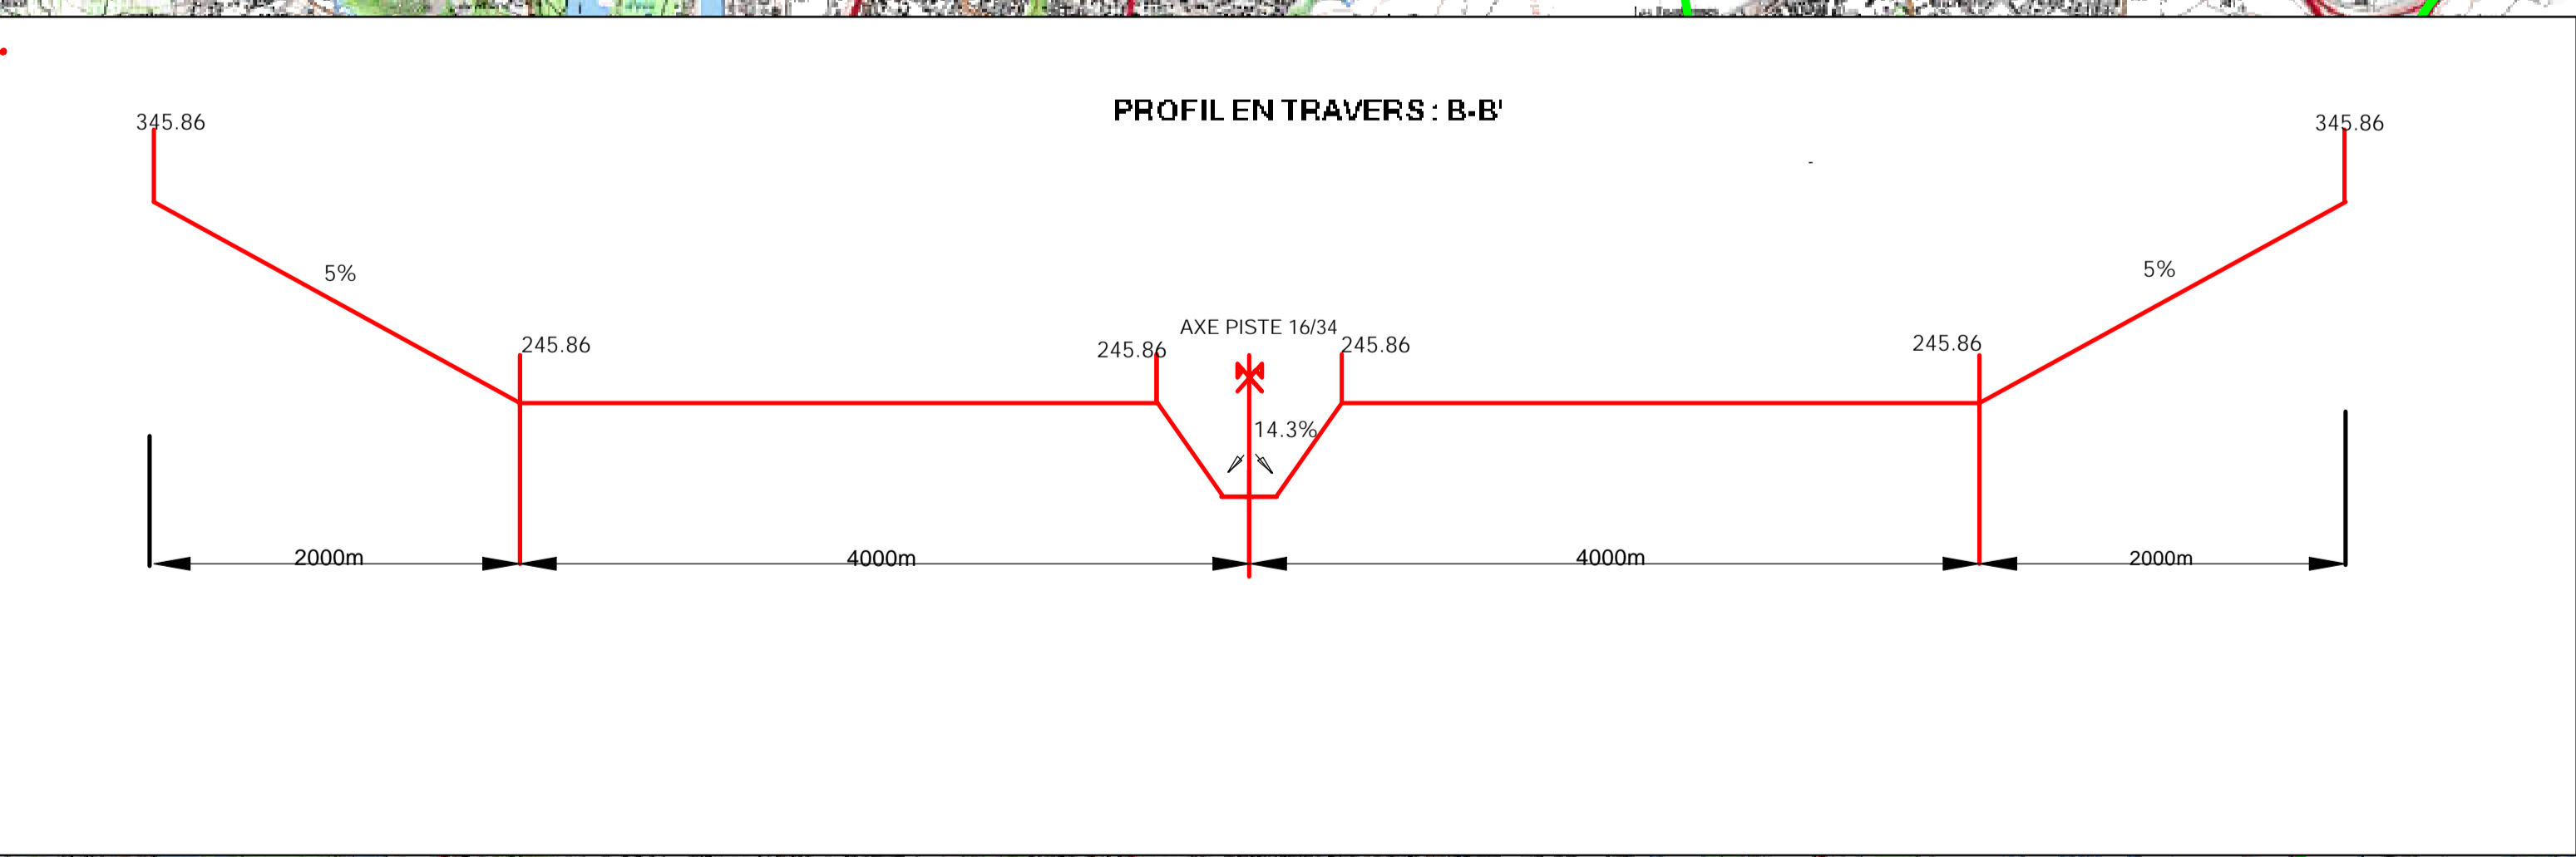 PROFIL EN TRAVERS : B-B'
345.86
345.86
5%
5%
AXE PISTE 16/34
245.86
245.86
245.86
245.86
14.3%
2000m
4000m
4000m
2000m